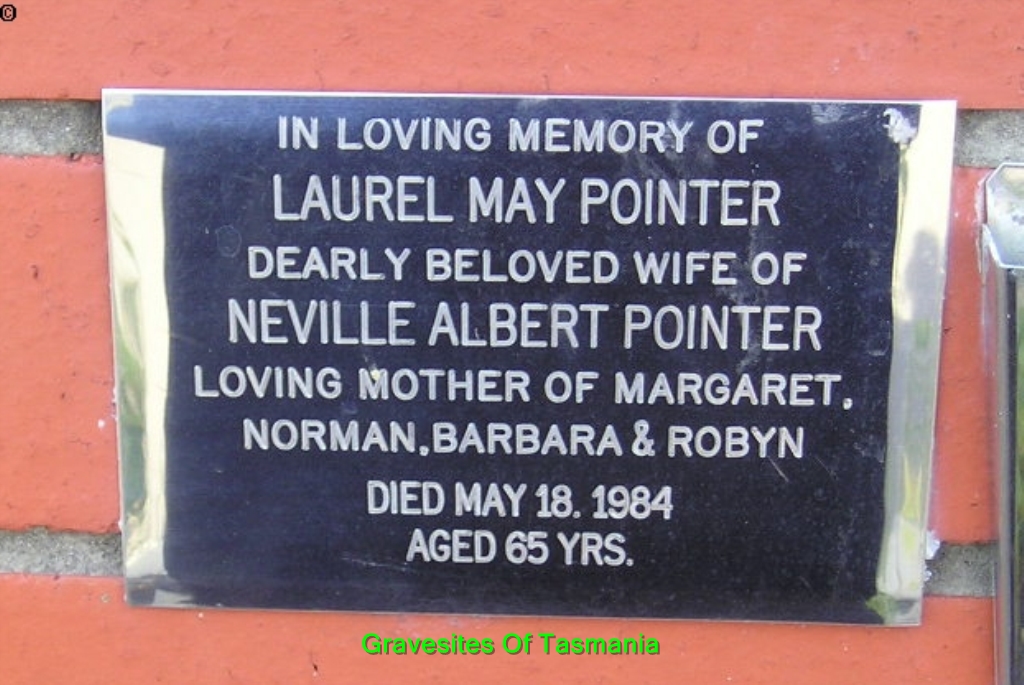 ©
IN LOVING MEMORY OF
LAUREL MAY POINTER
DEARLY BELOVED WIFE OF
NEVILLE ALBERT POINTER
LOVING MOTHER OF MARGARET,
NORMAN, BARBARA & ROBYN
DIED MAY 18. 1984
AGED 65 YRS.
Gravesites Of Tasmania